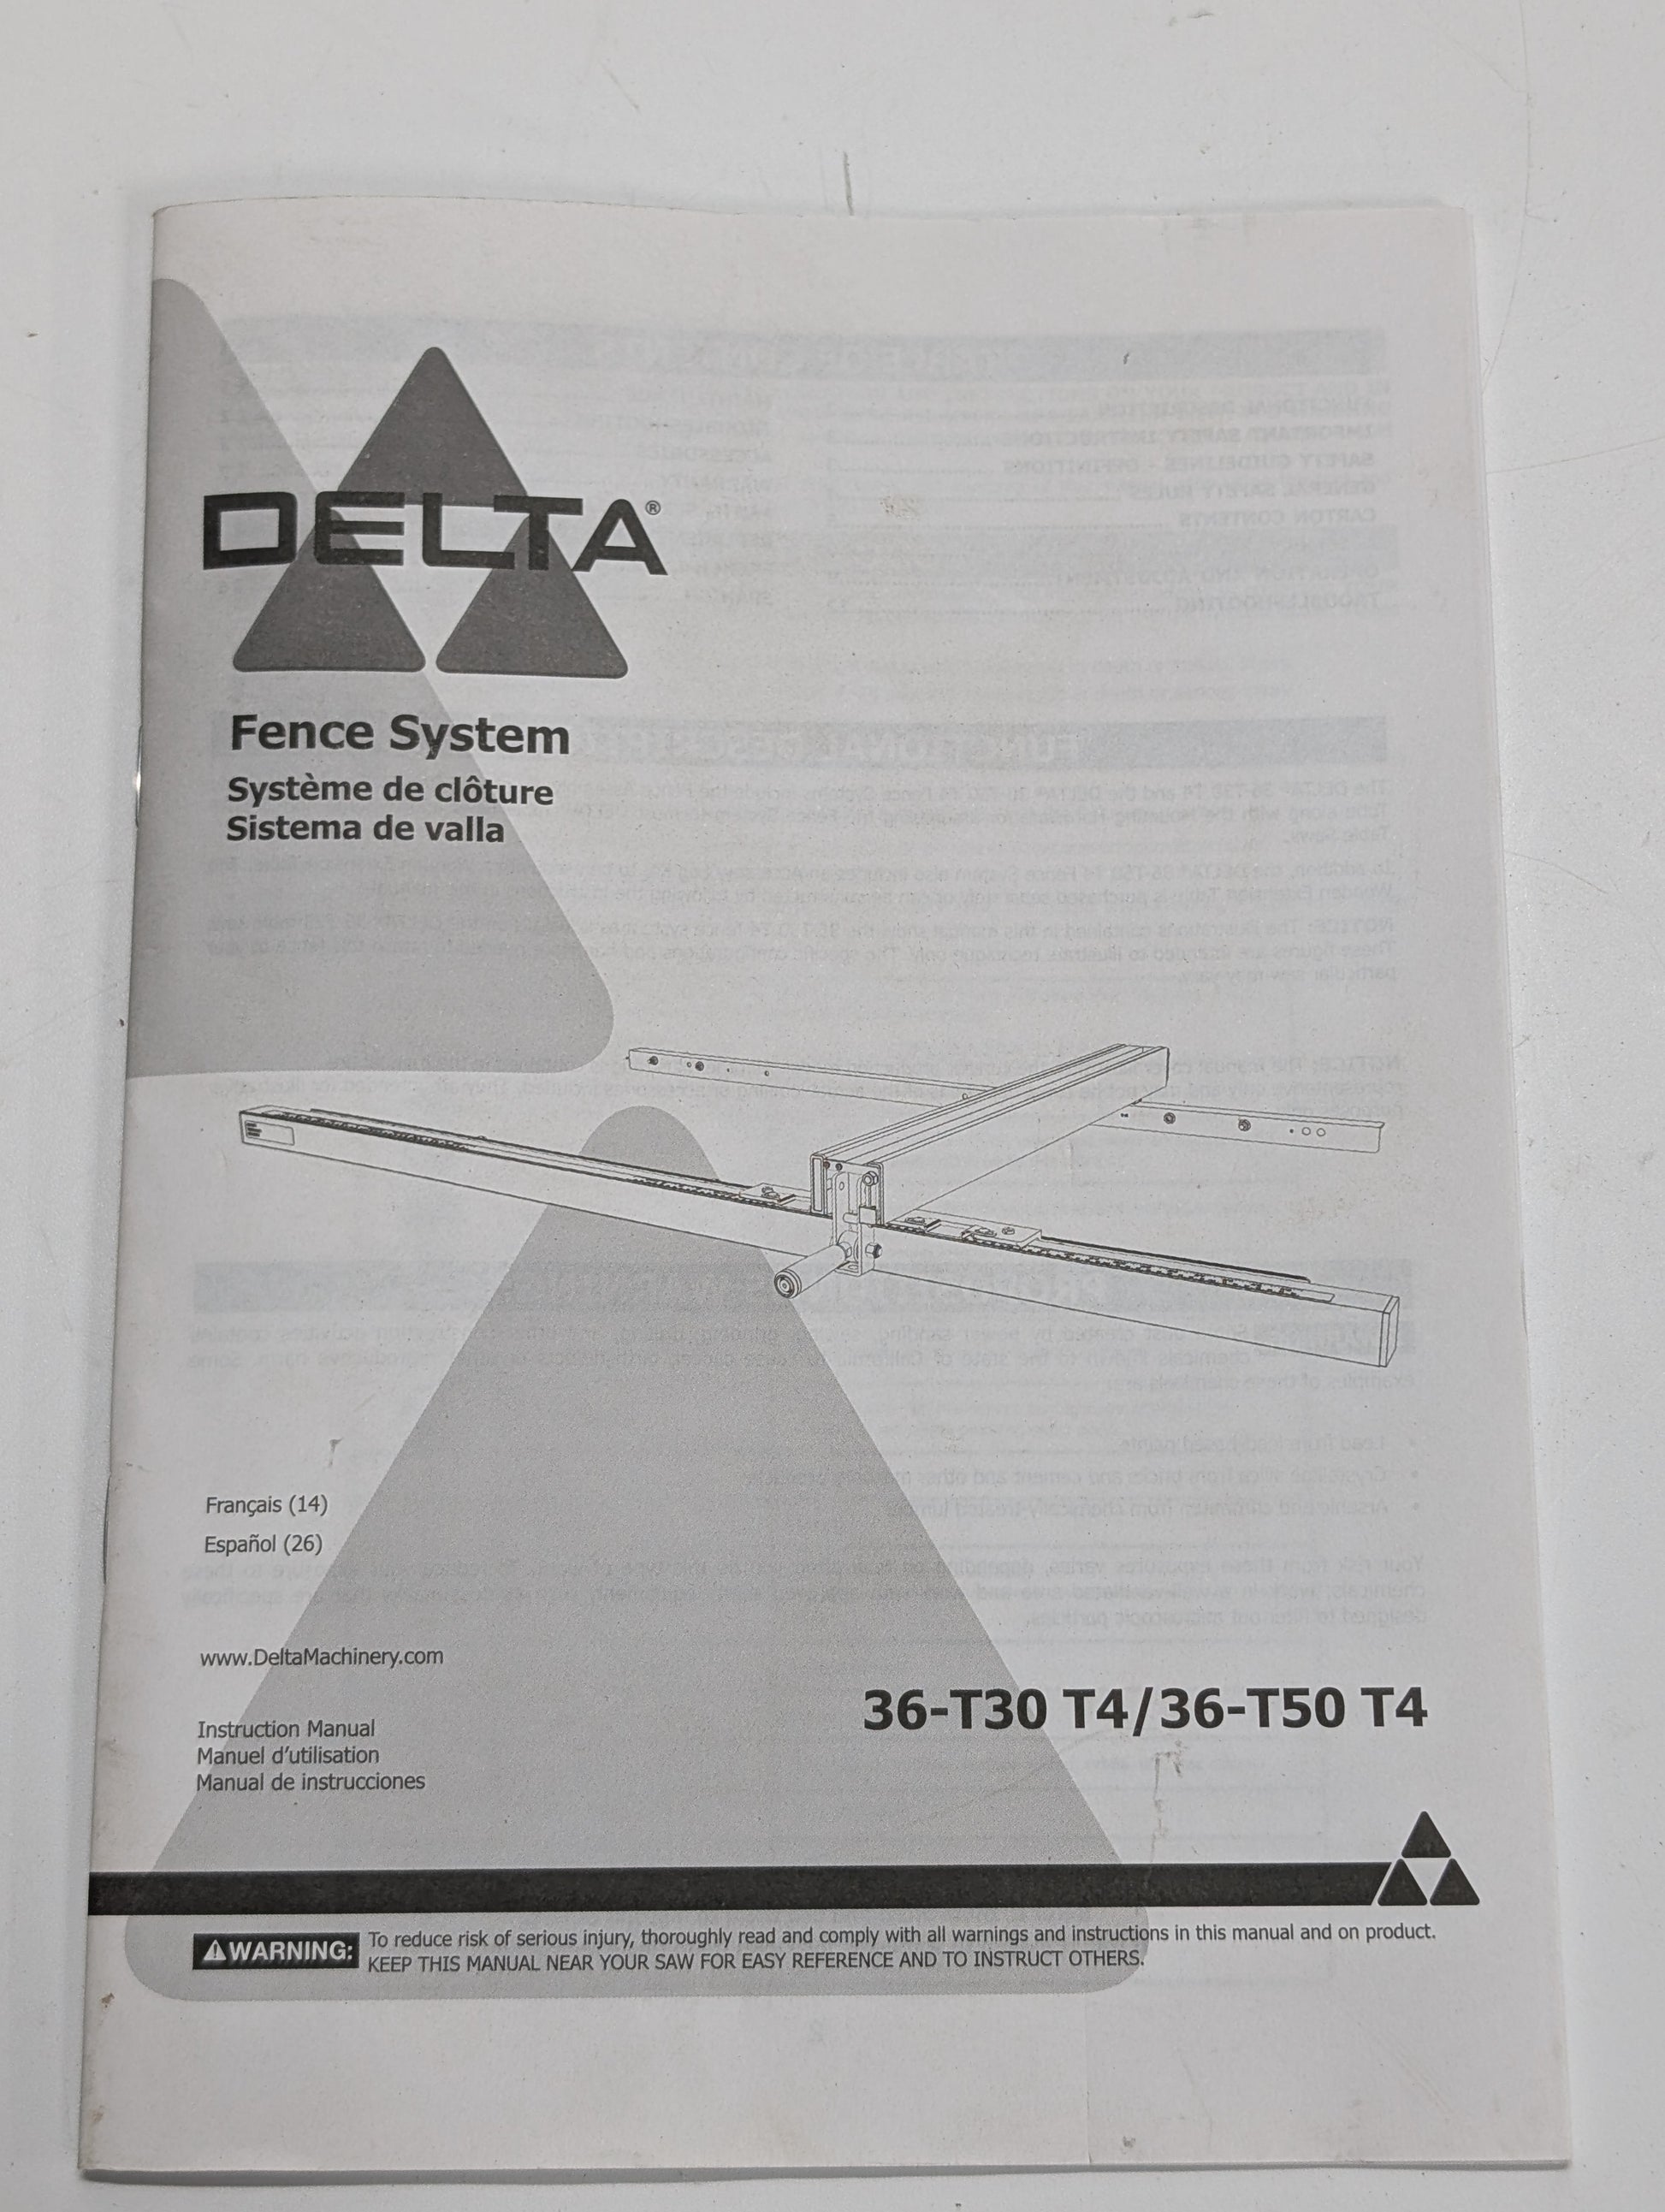 DELTA®
Fence System
Système de clôture
Sistema de valla
Français (14)
Español (26)
www.DeltaMachinery.com
Instruction Manual
Manuel d'utilisation
Manual de instrucciones
36-T30 T4/36-T50 T4
⚠WARNING: To reduce risk of serious injury, thoroughly read and comply with all warnings and instructions in this manual and on product.
KEEP THIS MANUAL NEAR YOUR SAW FOR EASY REFERENCE AND TO INSTRUCT OTHERS.